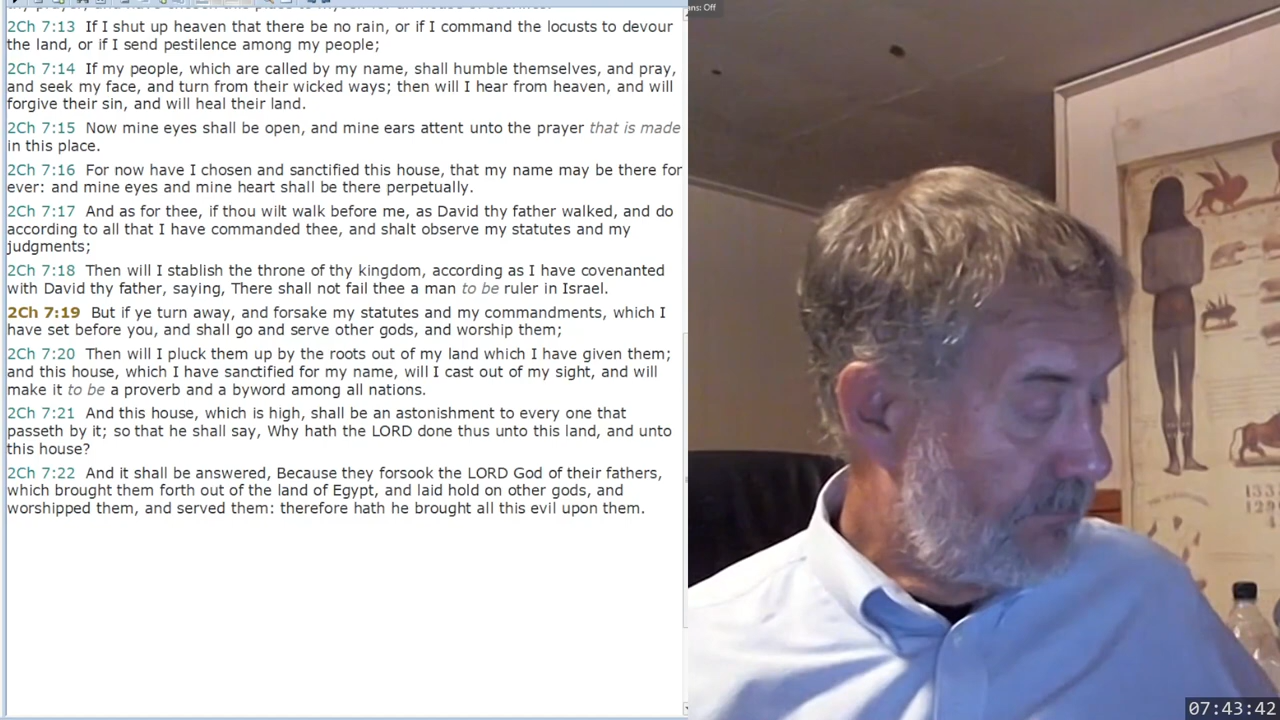 ans: Off
2Ch 7:13 If I shut up heaven that there be no rain, or if I command the locusts to devour
the land, or if I send pestilence among my people;
2Ch 7:14 If my people, which are called by my name, shall humble themselves, and pray,
and seek my face, and turn from their wicked ways; then will I hear from heaven, and will
forgive their sin, and will heal their land.
2Ch 7:15 Now mine eyes shall be open, and mine ears attent unto the prayer that is made
in this place.
2Ch 7:16 For now have I chosen and sanctified this house, that my name may be there for
ever: and mine eyes and mine heart shall be there perpetually.
2Ch 7:17 And as for thee, if thou wilt walk before me, as David thy father walked, and do
according to all that I have commanded thee, and shalt observe my statutes and my
judgments;
2Ch 7:18 Then will I stablish the throne of thy kingdom, according as I have covenanted
with David thy father, saying, There shall not fail thee a man to be ruler in Israel.
2Ch 7:19 But if ye turn away, and forsake my statutes and my commandments, which I
have set before you, and shall go and serve other gods, and worship them;
2Ch 7:20 Then will I pluck them up by the roots out of my land which I have given them;
and this house, which I have sanctified for my name, will I cast out of my sight, and will
make it to be a proverb and a byword among all nations.
2Ch 7:21 And this house, which is high, shall be an astonishment to every one that
passeth by it; so that he shall say, Why hath the LORD done thus unto this land, and unto
this house?
2Ch 7:22 And it shall be answered, Because they forsook the LORD God of their fathers,
which brought them forth out of the land of Egypt, and laid hold on other gods, and
worshipped them, and served them: therefore hath he brought all this evil upon them.
07:43:42